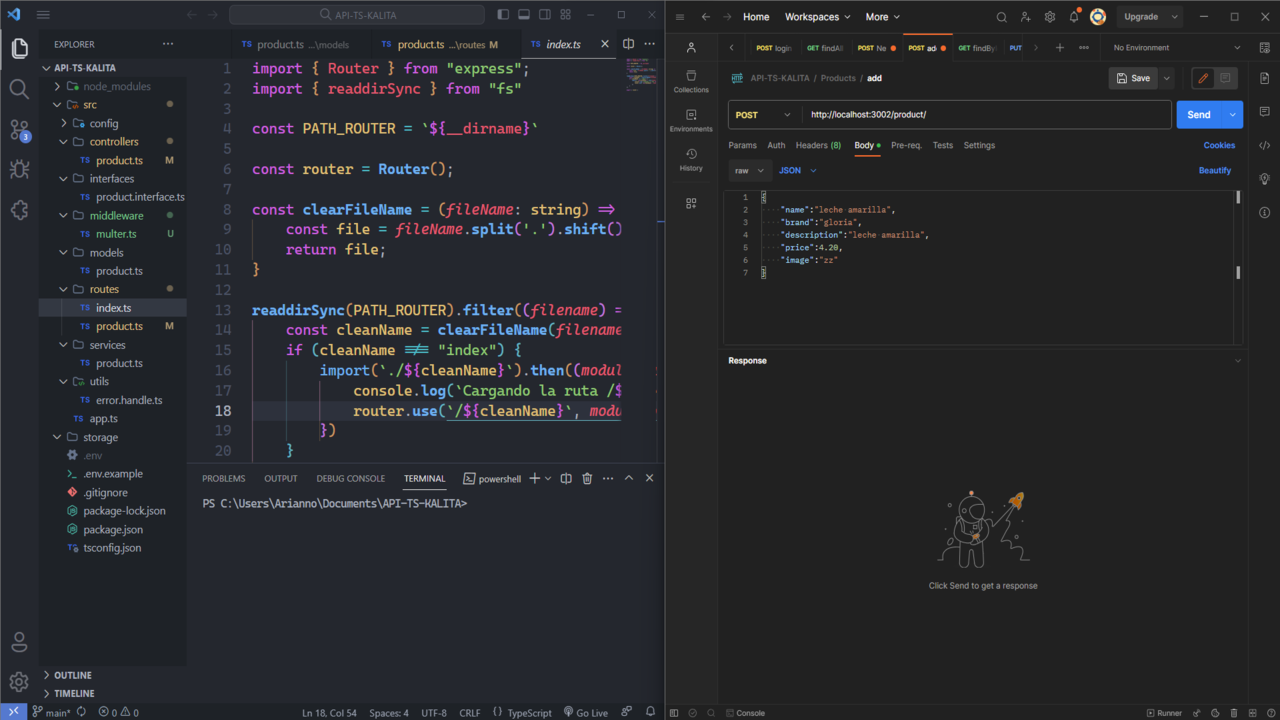 API-TS-KALITA
EXPLORER
API-TS-KALITA
node_modules
src
config
controllers
TS product.ts M
interfaces
TS product.interface.ts
middleware
TS multer.ts U
models
TS product.ts
routes
TS index.ts
TS product.ts M
services
TS product.ts
utils
TS error.handle.ts
TS app.ts
storage
.env
.env.example
.gitignore
package-lock.json
package.json
tsconfig.json
OUTLINE
TIMELINE
3
TS product.ts ...\models
TS product.ts ...\routes M
TS index.ts
1 import { Router } from "express";
2 import { readdirSync } from "fs"
3
4 const PATH_ROUTER = `${__dirname}`
5
6 const router = Router();
7
8 const clearFileName = (fileName: string) =>
9 const file = fileName.split('.').shift()
10 return file;
11 }
12
13 readdirSync(PATH_ROUTER).filter((filename) =
14 const cleanName = clearFileName(filename
15 if (cleanName !== "index") {
16 import(`./${cleanName}`).then((modul
17 console.log(`Cargando la ruta /$
18 router.use(`/${cleanName}`, modu
19 })
20 }
PROBLEMS OUTPUT DEBUG CONSOLE TERMINAL powershell
PS C:\Users\Arianno\Documents\API-TS-KALITA>
main* 0 0 Ln 18, Col 54 Spaces: 4 UTF-8 CRLF {} TypeScript Go Live
Home Workspaces More Upgrade
POST login GET findAll POST Ne POST add GET findBy PUT No Environment
Collections
Environments
History
HTTP API-TS-KALITA / Products / add Save
POST http://localhost:3002/product/ Send
Params Auth Headers (8) Body Pre-req. Tests Settings Cookies
raw JSON Beautify
1 {
2 "name":"leche amarilla",
3 "brand":"gloria",
4 "description":"leche amarilla",
5 "price":4.20,
6 "image":"zz"
7 }
Response
Click Send to get a response
Console Runner